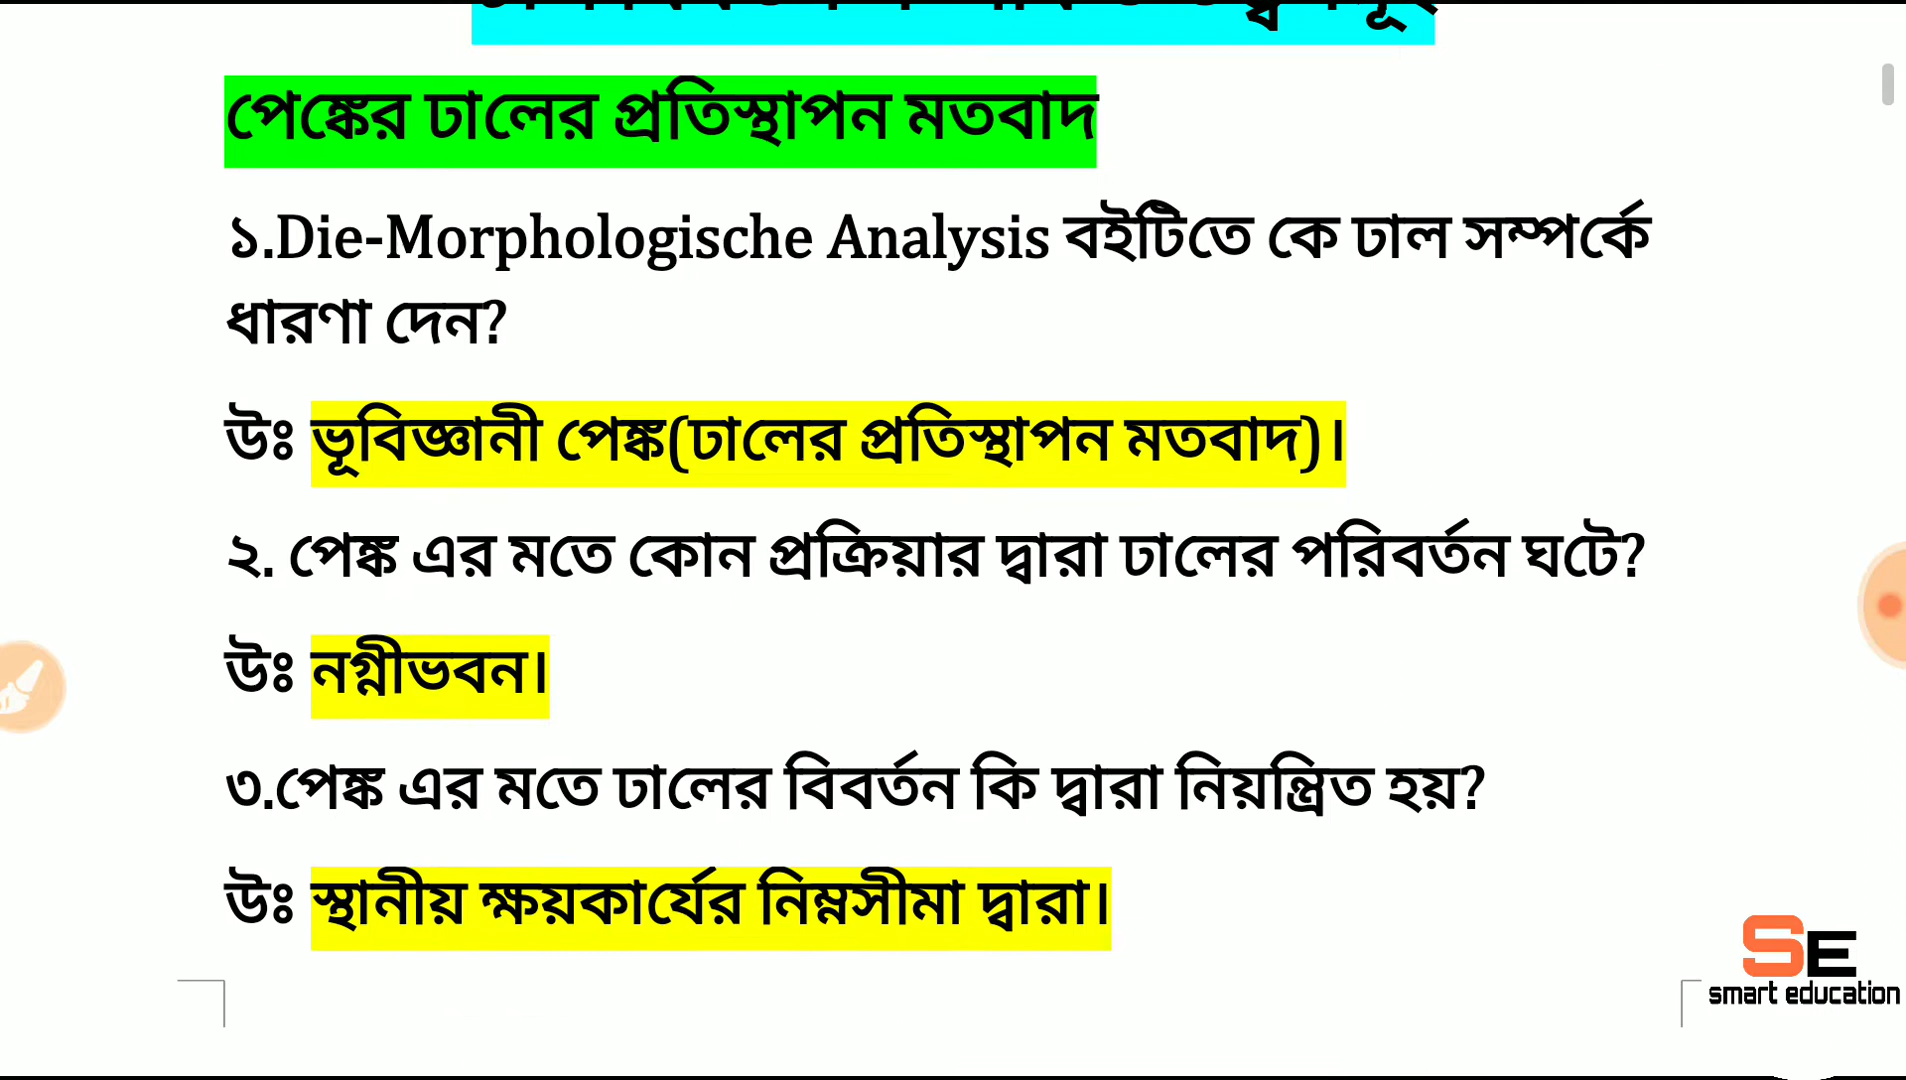 পেঙ্কের ঢালের প্রতিস্থাপন মতবাদ
১.Die-Morphologische Analysis বইটিতে কে ঢাল সম্পর্কে
ধারণা দেন?
উঃ ভূবিজ্ঞানী পেঙ্ক(ঢালের প্রতিস্থাপন মতবাদ)।
২. পেঙ্ক এর মতে কোন প্রক্রিয়ার দ্বারা ঢালের পরিবর্তন ঘটে?
উঃ নগ্নীভবন।
৩.পেঙ্ক এর মতে ঢালের বিবর্তন কি দ্বারা নিয়ন্ত্রিত হয়?
উঃ স্থানীয় ক্ষয়কার্যের নিম্নসীমা দ্বারা।
SE
smart education